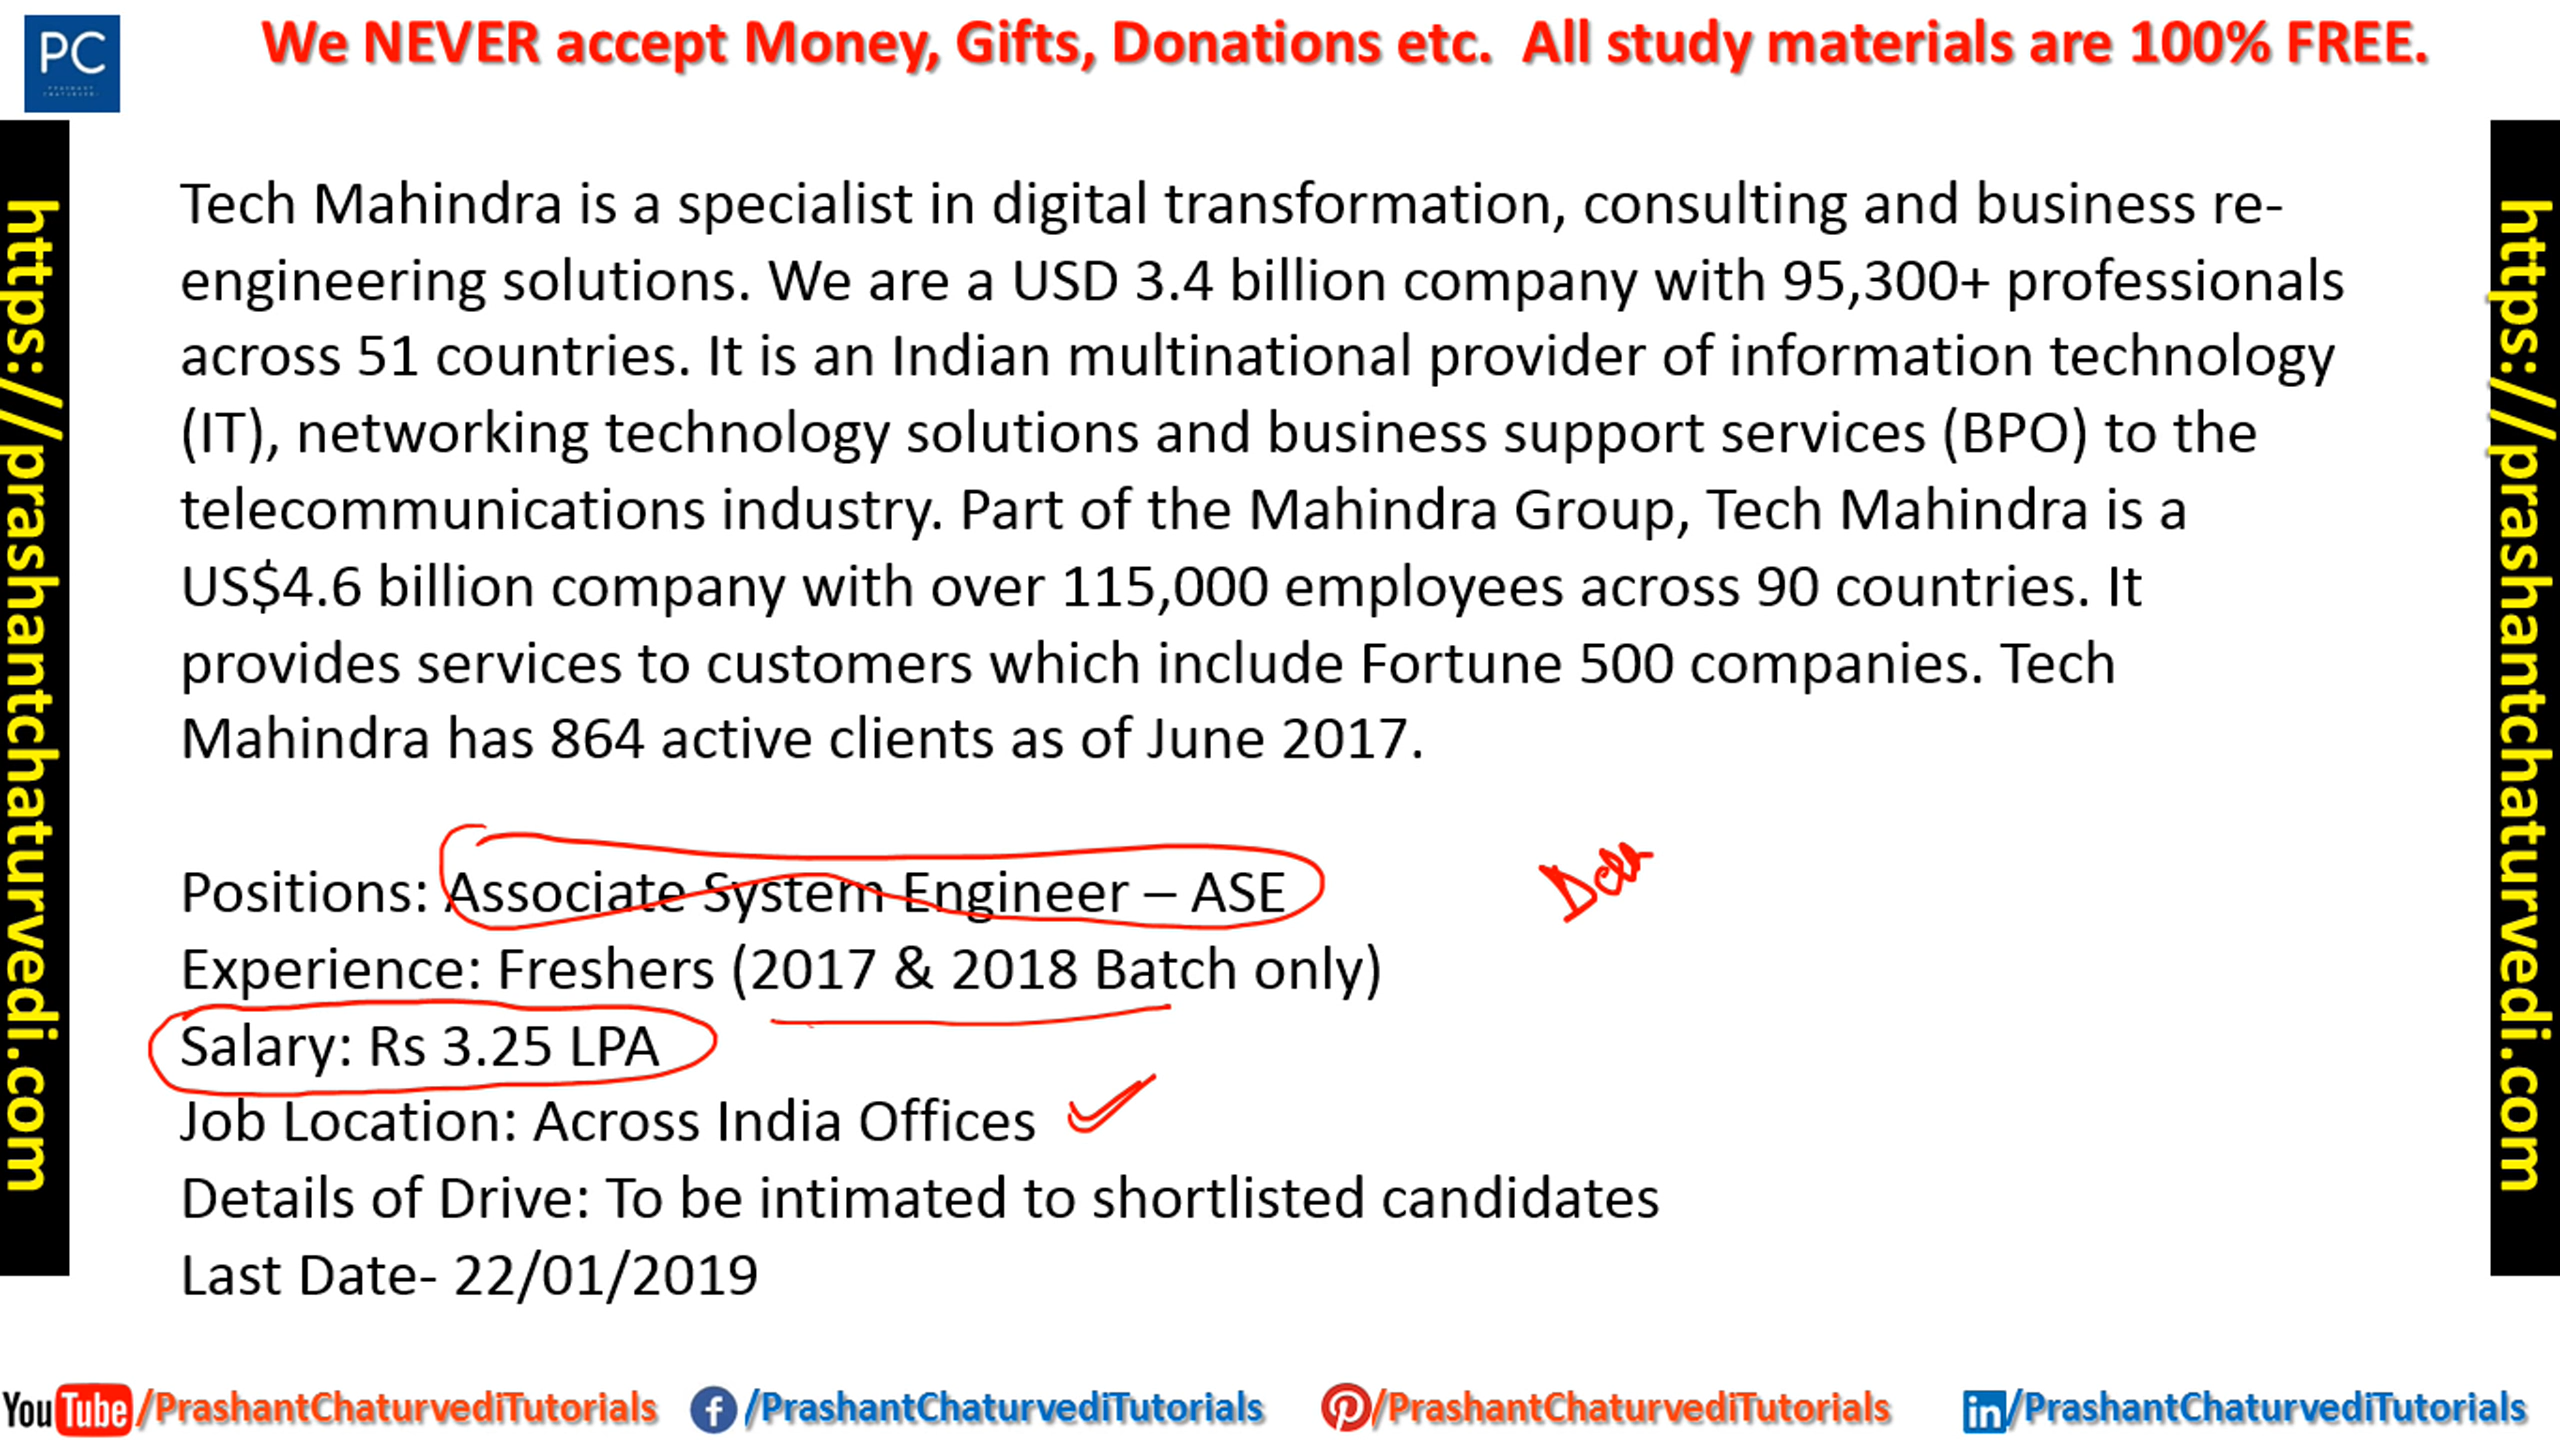 PC
We NEVER accept Money, Gifts, Donations etc.  All study materials are 100% FREE.
https://prashantchaturvedi.com
Tech Mahindra is a specialist in digital transformation, consulting and business re-
engineering solutions. We are a USD 3.4 billion company with 95,300+ professionals
across 51 countries. It is an Indian multinational provider of information technology
(IT), networking technology solutions and business support services (BPO) to the
telecommunications industry. Part of the Mahindra Group, Tech Mahindra is a
US$4.6 billion company with over 115,000 employees across 90 countries. It
provides services to customers which include Fortune 500 companies. Tech
Mahindra has 864 active clients as of June 2017.
Positions: Associate System Engineer – ASE
Experience: Freshers (2017 & 2018 Batch only)
Salary: Rs 3.25 LPA
Job Location: Across India Offices
Details of Drive: To be intimated to shortlisted candidates
Last Date- 22/01/2019
https://prashantchaturvedi.com
YouTube/PrashantChaturvediTutorials
f/PrashantChaturvediTutorials
/PrashantChaturvediTutorials
in/PrashantChaturvediTutorials